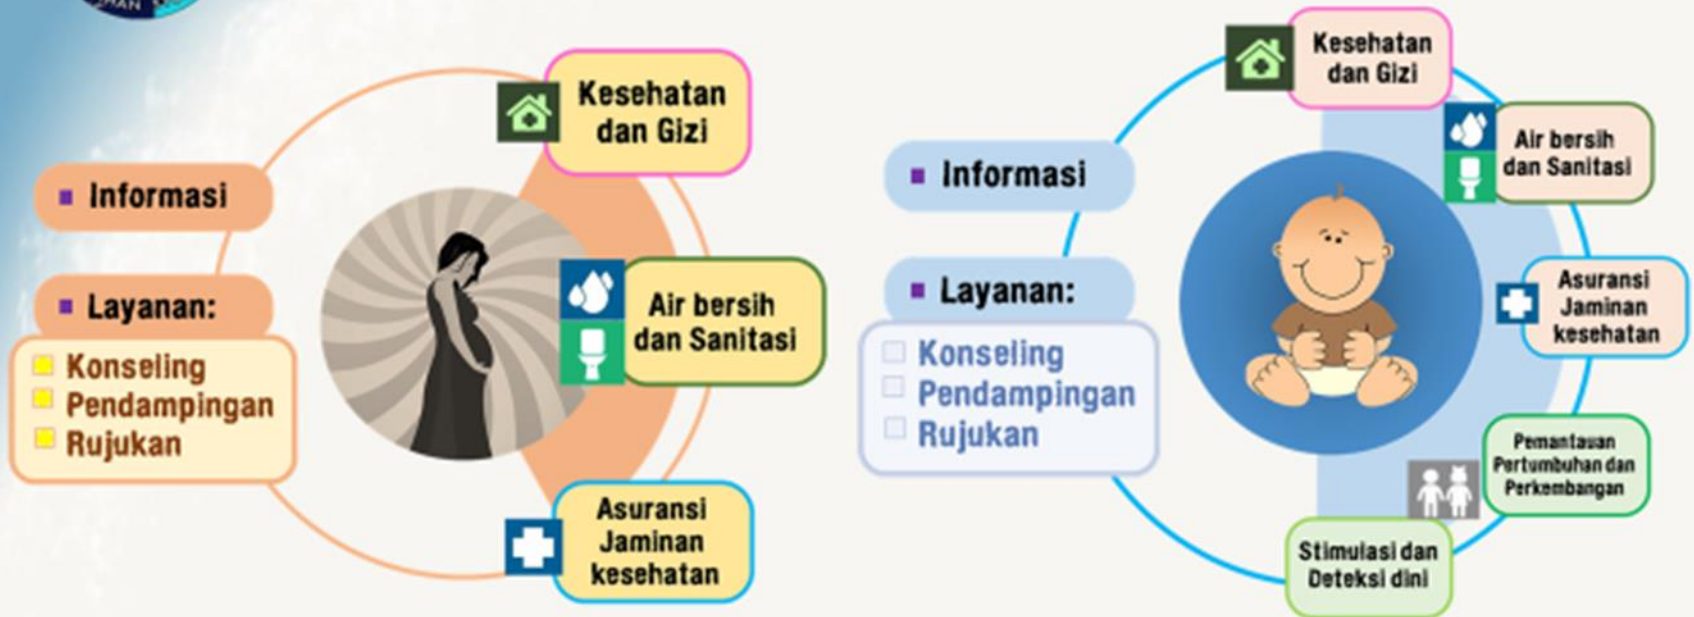 Kesehatan
dan Gizi
Informasi
Air bersih
dan Sanitasi
Layanan:
Konseling
Pendampingan
Rujukan
Asuransi
Jaminan
kesehatan
Kesehatan
dan Gizi
Air bersih
dan Sanitasi
Informasi
Asuransi
Jaminan
kesehatan
Layanan:
Konseling
Pendampingan
Rujukan
Pemantauan
Pertumbuhan dan
Perkembangan
Stimulasi dan
Deteksi dini